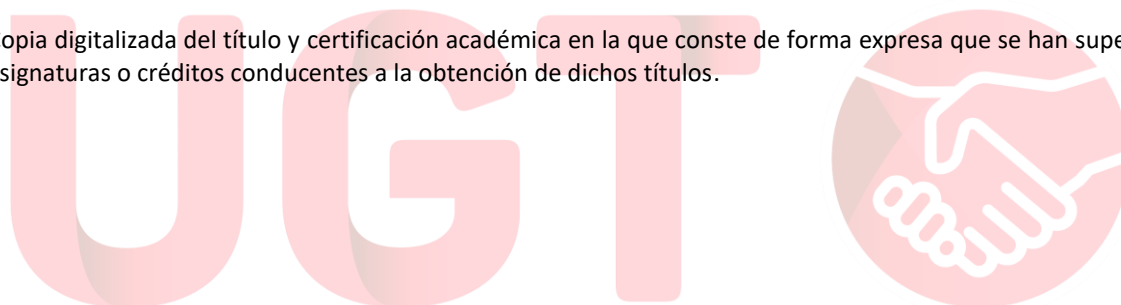 opia digitalizada del título y certificación académica en la que conste de forma expresa que se han supe
signaturas o créditos conducentes a la obtención de dichos títulos.
UGT